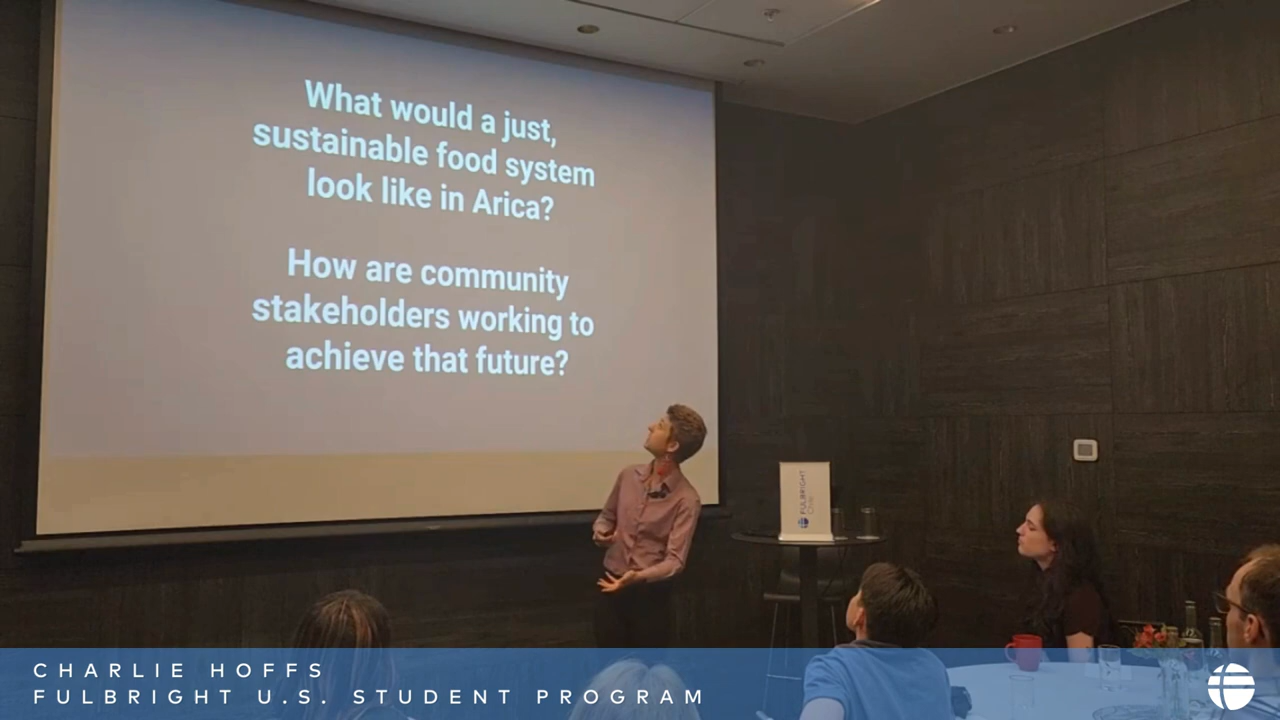 What would a just,
sustainable food system
look like in Arica?
How are community
stakeholders working to
achieve that future?
FULBRIGHT
Chile
CHARLIE HOFFS
FULBRIGHT U.S. STUDENT PROGRAM